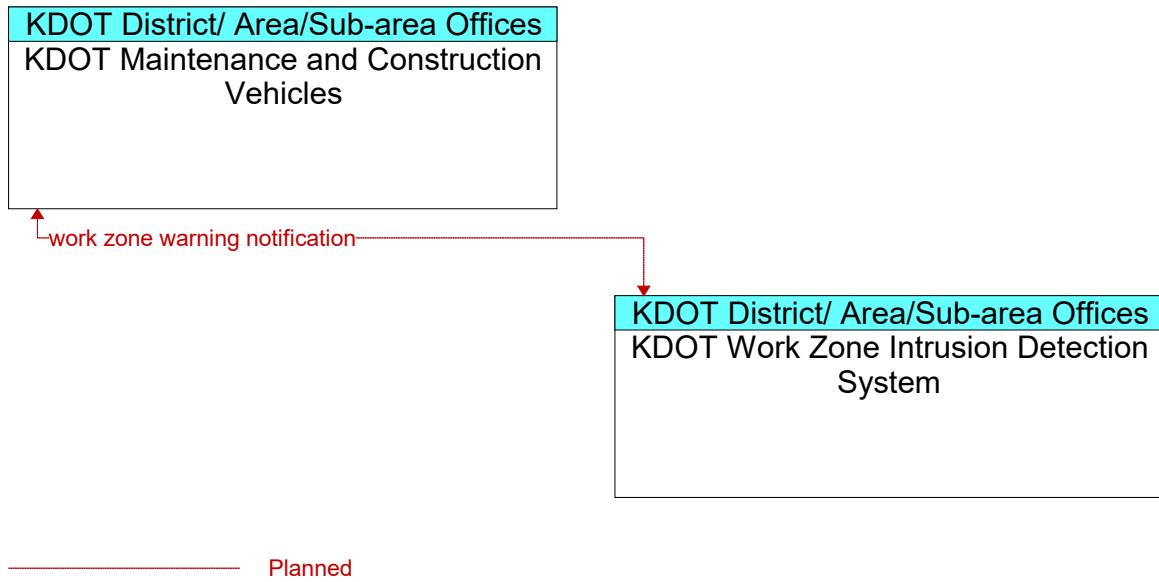 KDOT District/ Area/Sub-area Offices
KDOT Maintenance and Construction
Vehicles
work zone warning notification
KDOT District/ Area/Sub-area Offices
KDOT Work Zone Intrusion Detection
System
Planned